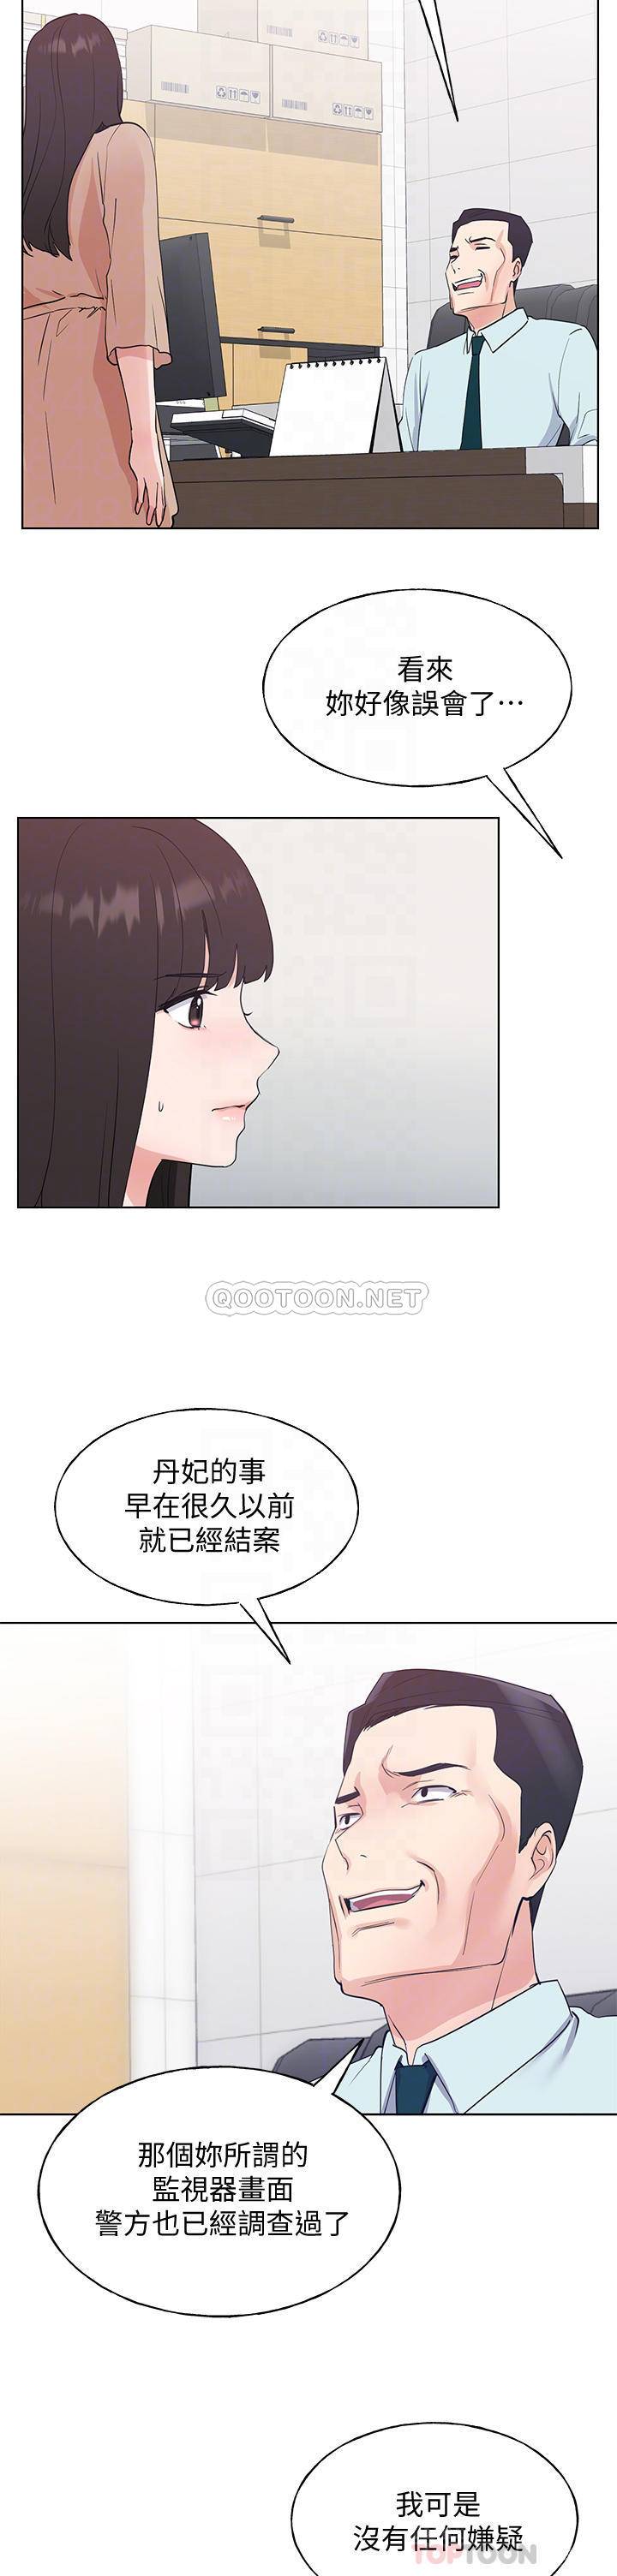 看來
妳好像誤會了…
QOOTOON.NET
丹妃的事
早在很久以前
就已經結案
那個妳所謂的
監視器畫面
警方也已經調查過了
我可是
沒有任何嫌疑
TOPTOON